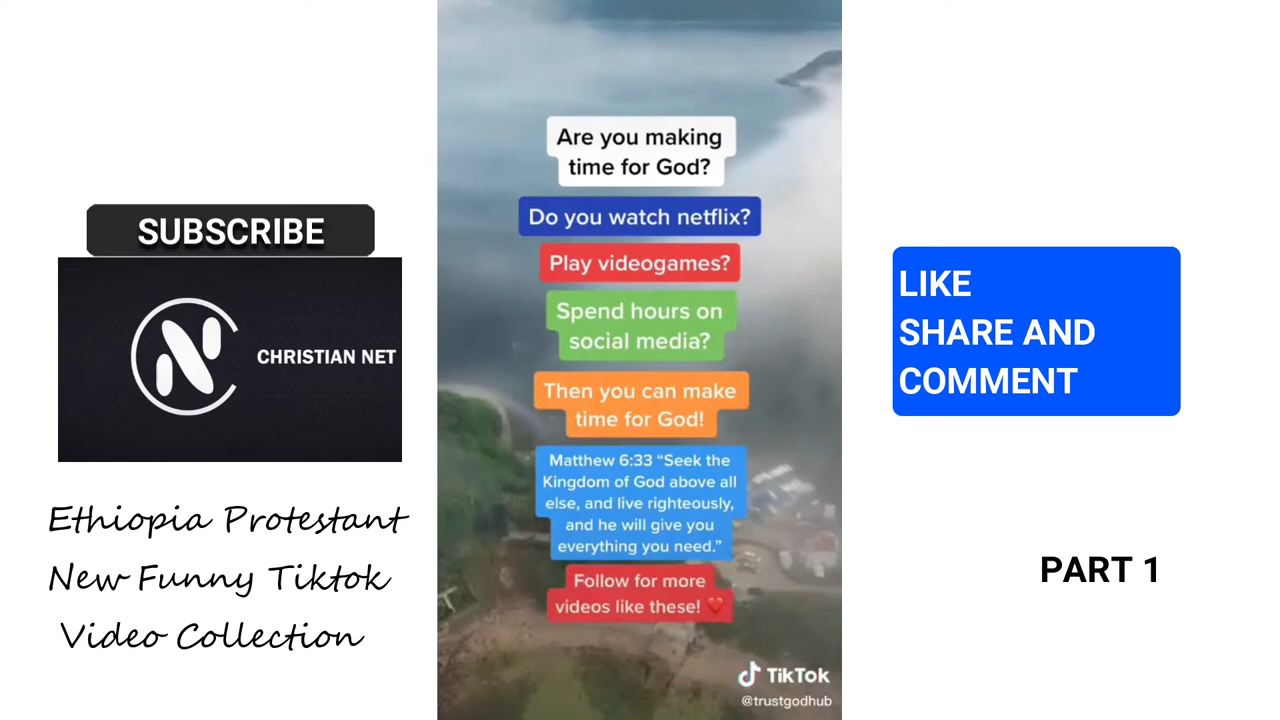 SUBSCRIBE
CHRISTIAN NET
Ethiopia Protestant
New Funny Tiktok
Video Collection
Are you making
time for God?
Do you watch netflix?
Play videogames?
Spend hours on
social media?
Then you can make
time for God!
Matthew 6:33 “Seek the
Kingdom of God above all
else, and live righteously,
and he will give you
everything you need.”
Follow for more
videos like these! ❤️
TikTok
@trustgodhub
LIKE
SHARE AND
COMMENT
PART 1